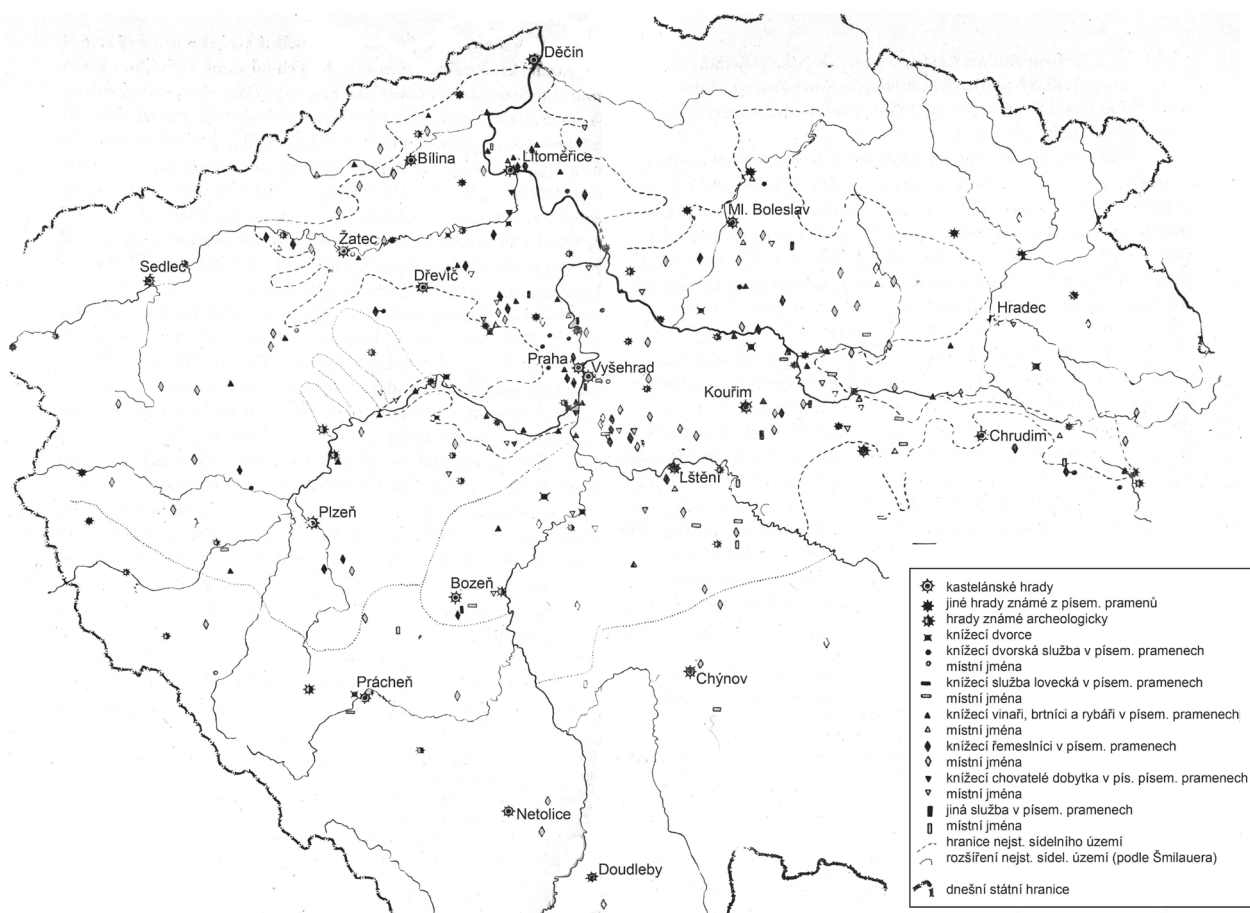 Děčín
Bílina
Litoměřice
Ml. Boleslav
Žatec
Sedlec
Dřevíč
Hradec
Praha
Vyšehrad
Kouřim
Chrudim
Lštění
Plzeň
Bozeň
Chýnov
Prácheň
Netolice
Doudleby
kastelánské hrady
jiné hrady známé z písem. pramenů
hrady známé archeologicky
knížecí dvorce
knížecí dvorská služba v písem. pramenech
místní jména
knížecí služba lovecká v písem. pramenech
místní jména
knížecí vinaři, brtníci a rybáři v písem. pramenech
místní jména
knížecí řemeslníci v písem. pramenech
místní jména
knížecí chovatelé dobytka v pís. písem. pramenech
místní jména
jiná služba v písem. pramenech
místní jména
hranice nejst. sídelního území
rozšíření nejst. sídel. území (podle Šmilauera)
dnešní státní hranice